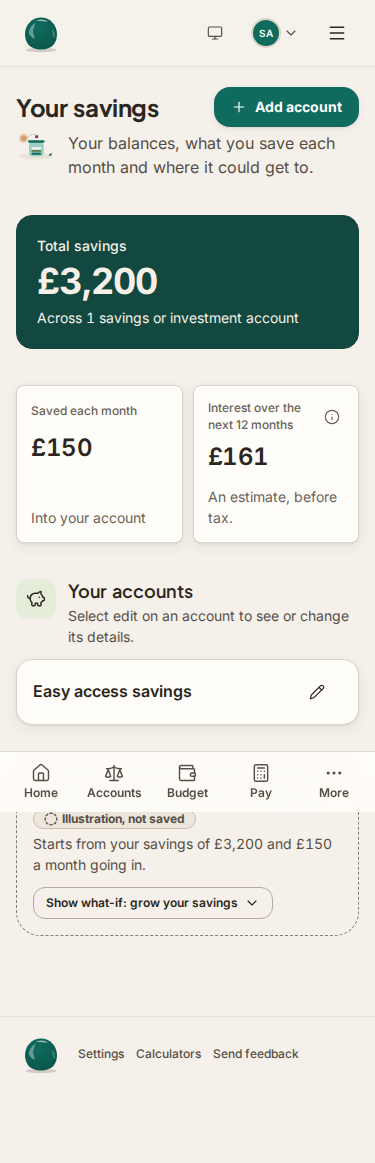 SA
Your savings
Add account
Your balances, what you save each
month and where it could get to.
Total savings
£3,200
Across 1 savings or investment account
Saved each month
£150
Into your account
Interest over the
next 12 months
£161
An estimate, before
tax.
Your accounts
Select edit on an account to see or change
its details.
Easy access savings
Home
Accounts
Budget
Pay
More
Illustration, not saved
Starts from your savings of £3,200 and £150
a month going in.
Show what-if: grow your savings
Settings
Calculators
Send feedback